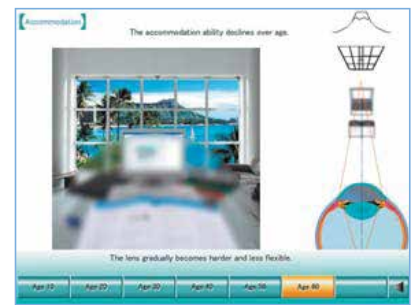 [Accommodation]
The accommodation ability declines over age.
The lens gradually becomes harder and less flexible.
Age 10
Age 20
Age 30
Age 40
Age 50
Age 60